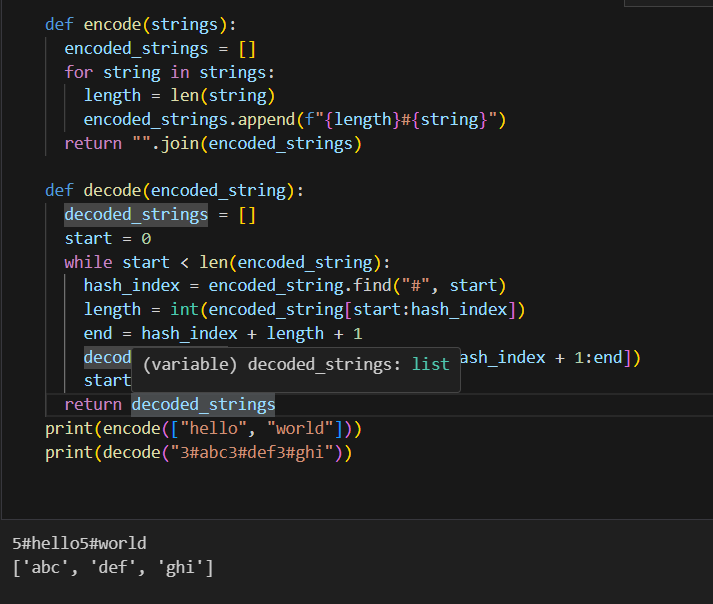 def encode(strings):
encoded_strings = []
for string in strings:
length = len(string)
encoded_strings.append(f"{length}#{string}")
return "".join(encoded_strings)
def decode(encoded_string):
decoded_strings = []
start = 0
while start < len(encoded_string):
hash_index = encoded_string.find("#", start)
length = int(encoded_string[start:hash_index])
end = hash_index + length + 1
decod (variable) decoded_strings: list ash_index + 1:end])
start
return decoded_strings
print(encode(["hello", "world"]))
print(decode("3#abc3#def3#ghi"))
5#hello5#world
['abc', 'def', 'ghi']